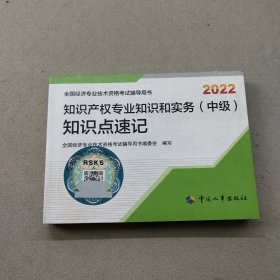 全国经济专业技术资格考试辅导用书
2022
知识产权专业知识和实务（中级）
知识点速记
全国经济专业技术资格考试辅导用书编委会 编写
RSKS
中国人事出版社